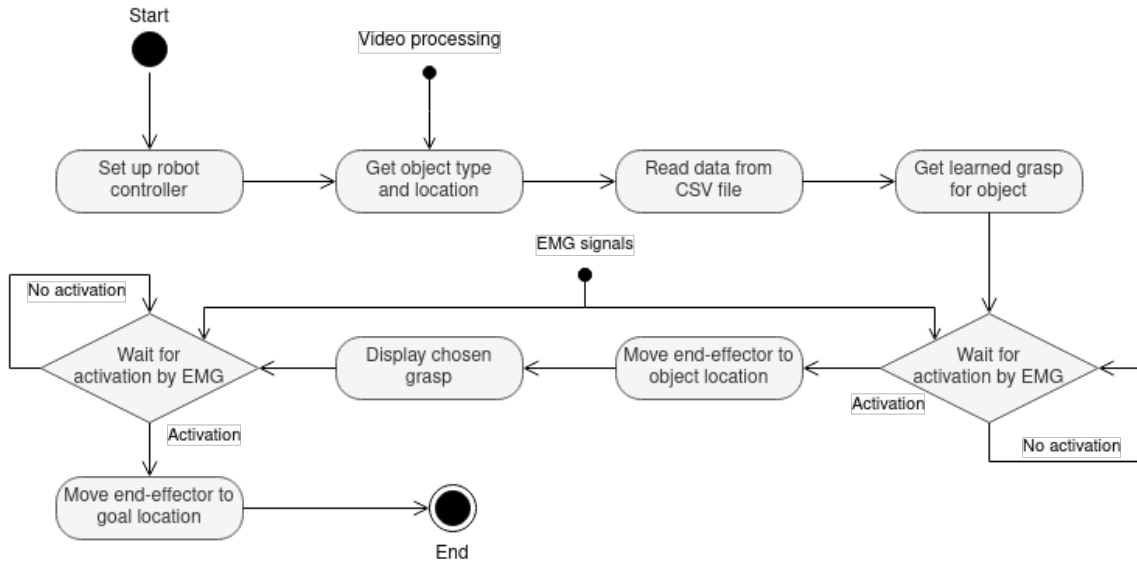 Start
Video processing
Set up robot
controller
Get object type
and location
Read data from
CSV file
Get learned grasp
for object
EMG signals
No activation
Wait for
activation by EMG
Display chosen
grasp
Move end-effector to
object location
Wait for
activation by EMG
Activation
No activation
Activation
Move end-effector to
goal location
End